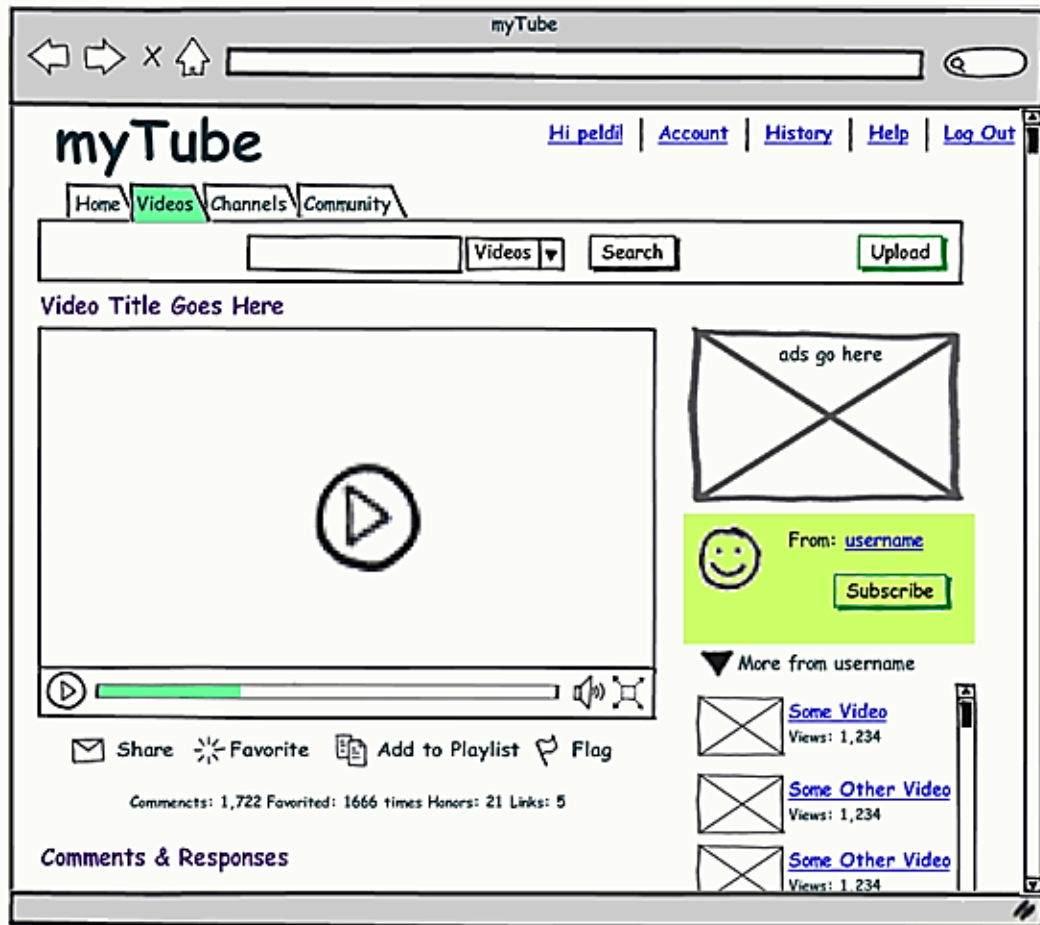 myTube
myTube
Hi peldi! Account History Help Log Out
Home Videos Channels Community
Videos Search Upload
Video Title Goes Here
ads go here
From: username
Subscribe
More from username
Some Video
Views: 1,234
Some Other Video
Views: 1,234
Some Other Video
Views: 1,234
Share Favorite Add to Playlist Flag
Commencts: 1,722 Favorited: 1666 times Honors: 21 Links: 5
Comments & Responses